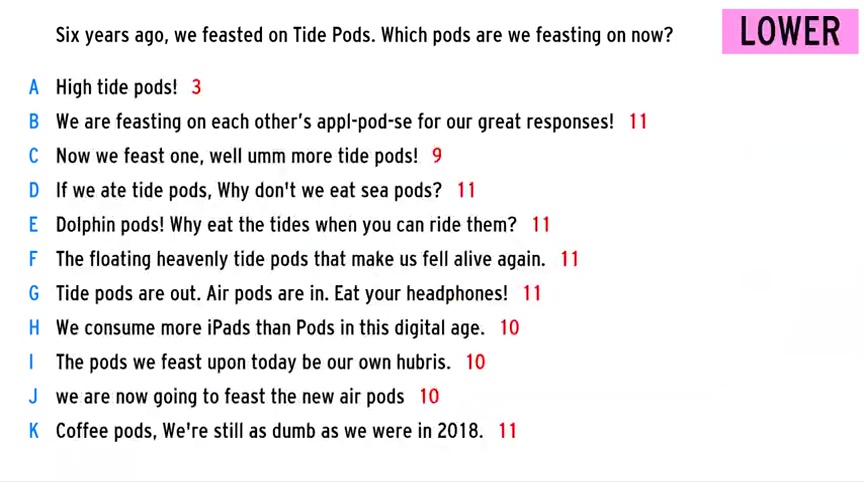 Six years ago, we feasted on Tide Pods. Which pods are we feasting on now?
LOWER
A High tide pods! 3
B We are feasting on each other's appl-pod-se for our great responses! 11
C Now we feast one, well umm more tide pods! 9
D If we ate tide pods, Why don't we eat sea pods? 11
E Dolphin pods! Why eat the tides when you can ride them? 11
F The floating heavenly tide pods that make us fell alive again. 11
G Tide pods are out. Air pods are in. Eat your headphones! 11
H We consume more iPads than Pods in this digital age. 10
I The pods we feast upon today be our own hubris. 10
J we are now going to feast the new air pods 10
K Coffee pods, We're still as dumb as we were in 2018. 11